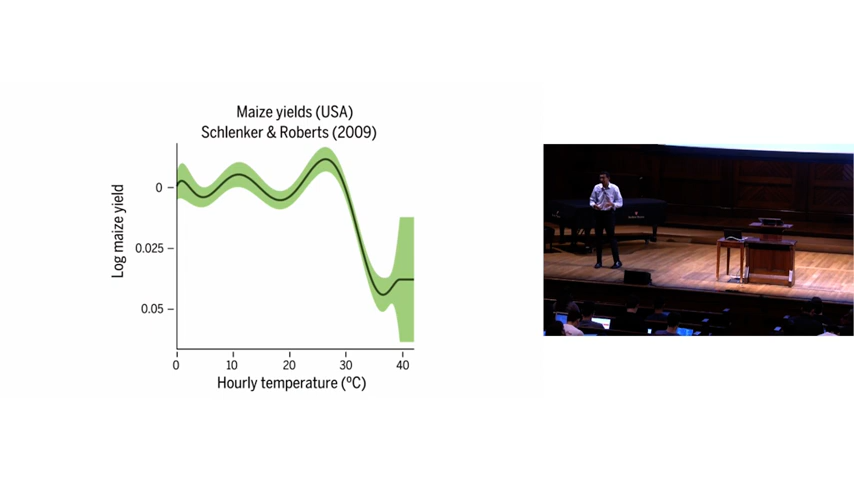 Maize yields (USA)
Schlenker & Roberts (2009)
Log maize yield
0
0.025
0.05
0
10
20
30
40
Hourly temperature (ºC)